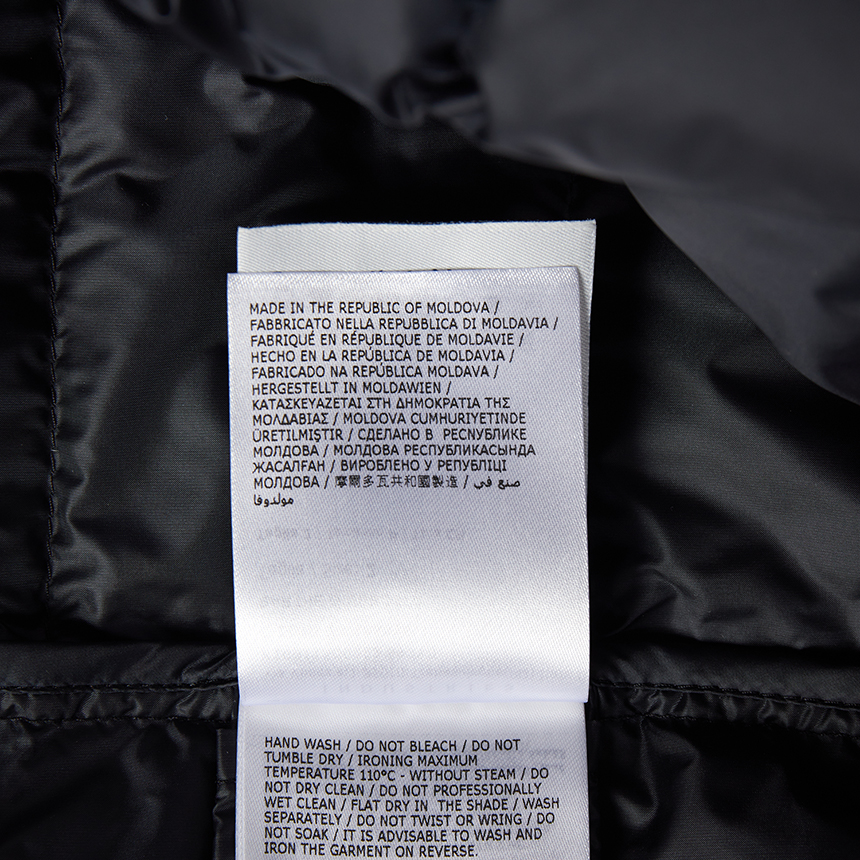 MADE IN THE REPUBLIC OF MOLDOVA /
FABBRICATO NELLA REPUBBLICA DI MOLDAVIA /
FABRIQUÉ EN RÉPUBLIQUE DE MOLDAVIE /
HECHO EN LA REPÚBLICA DE MOLDAVIA /
FABRICADO NA REPÚBLICA MOLDAVA /
HERGESTELLT IN MOLDAWIEN /
ΚΑΤΑΣΚΕΥΑΖΕΤΑΙ ΣΤΗ ΔΗΜΟΚΡΑΤΙΑ ΤΗΣ
ΜΟΛΔΑΒΙΑΣ / MOLDOVA CUMHURIYETINDE
ÜRETILMIŞTIR / СДЕЛАНО В РЕСПУБЛИКЕ
МОЛДОВА / МОЛДОВА РЕСПУБЛИКАСЫНДА
ЖАСАЛҒАН / ВИРОБЛЕНО У РЕПУБЛІЦІ
МОЛДОВА / 摩爾多瓦共和國製造 / صنع في
مولدوفا
HAND WASH / DO NOT BLEACH / DO NOT
TUMBLE DRY / IRONING MAXIMUM
TEMPERATURE 110°C - WITHOUT STEAM / DO
NOT DRY CLEAN / DO NOT PROFESSIONALLY
WET CLEAN / FLAT DRY IN THE SHADE / WASH
SEPARATELY / DO NOT TWIST OR WRING / DO
NOT SOAK / IT IS ADVISABLE TO WASH AND
IRON THE GARMENT ON REVERSE.